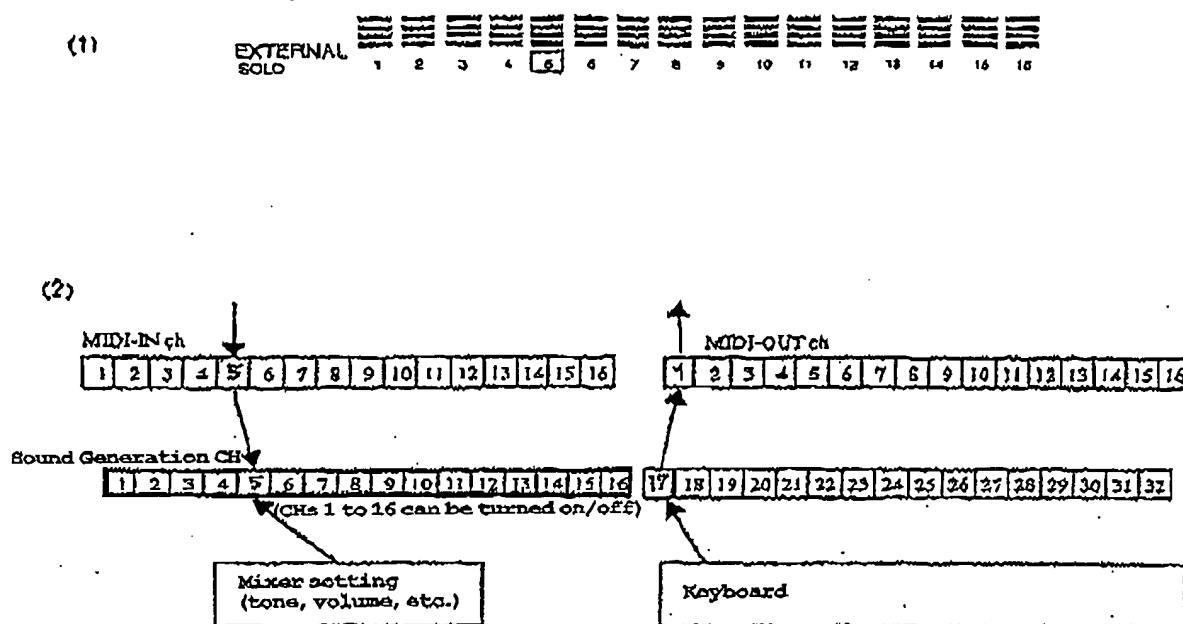 (1)
EXTERNAL
SOLO 1 2 3 4 5 6 7 8 9 10 11 12 13 14 15 16
(2)
MIDI-IN ch
1 2 3 4 5 6 7 8 9 10 11 12 13 14 15 16
MIDI-OUT ch
1 2 3 4 5 6 7 8 9 10 11 12 13 14 15 16
Sound Generation CH
1 2 3 4 5 6 7 8 9 10 11 12 13 14 15 16
17 18 19 20 21 22 23 24 25 26 27 28 29 30 31 32
(CHs 1 to 16 can be turned on/off)
Mixer setting
(tone, volume, etc.)
Keyboard